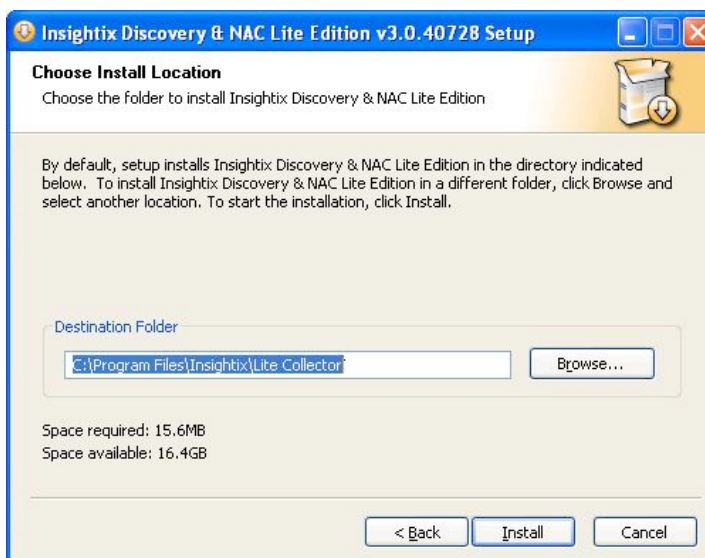 Insightix Discovery & NAC Lite Edition v3.0.40728 Setup
Choose Install Location
Choose the folder to install Insightix Discovery & NAC Lite Edition
By default, setup installs Insightix Discovery & NAC Lite Edition in the directory indicated
below. To install Insightix Discovery & NAC Lite Edition in a different folder, click Browse and
select another location. To start the installation, click Install.
Destination Folder
C:\Program Files\Insightix\Lite Collector
Browse...
Space required: 15.6MB
Space available: 16.4GB
< Back
Install
Cancel